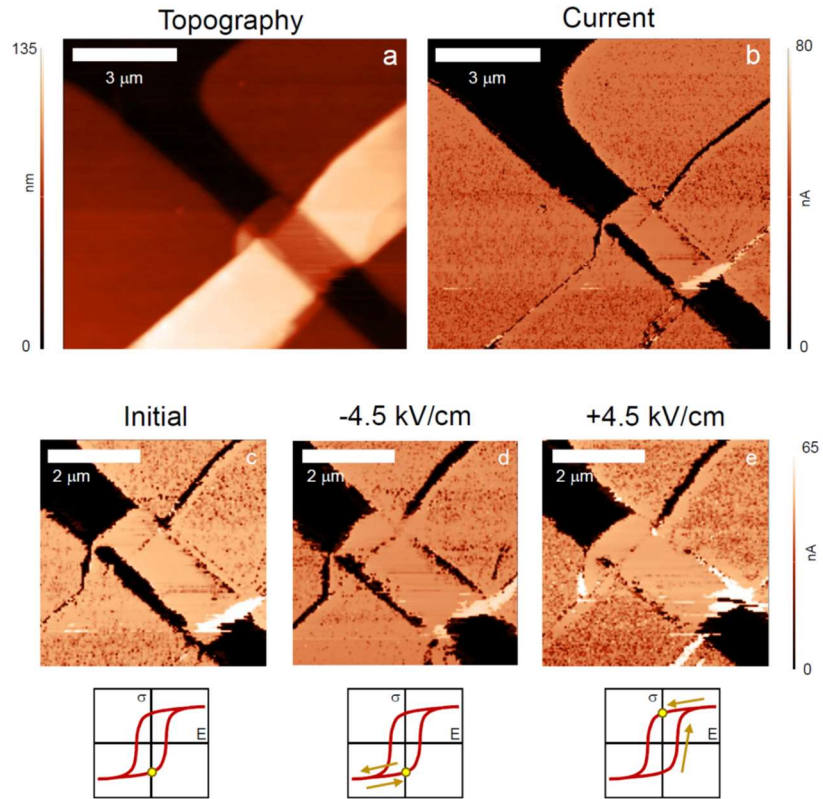 Topography
Current
135
nm
0
3 μm
a
3 μm
b
80
nA
0
Initial
-4.5 kV/cm
+4.5 kV/cm
2 μm
c
2 μm
d
2 μm
e
65
nA
0
σ
E
σ
E
σ
E